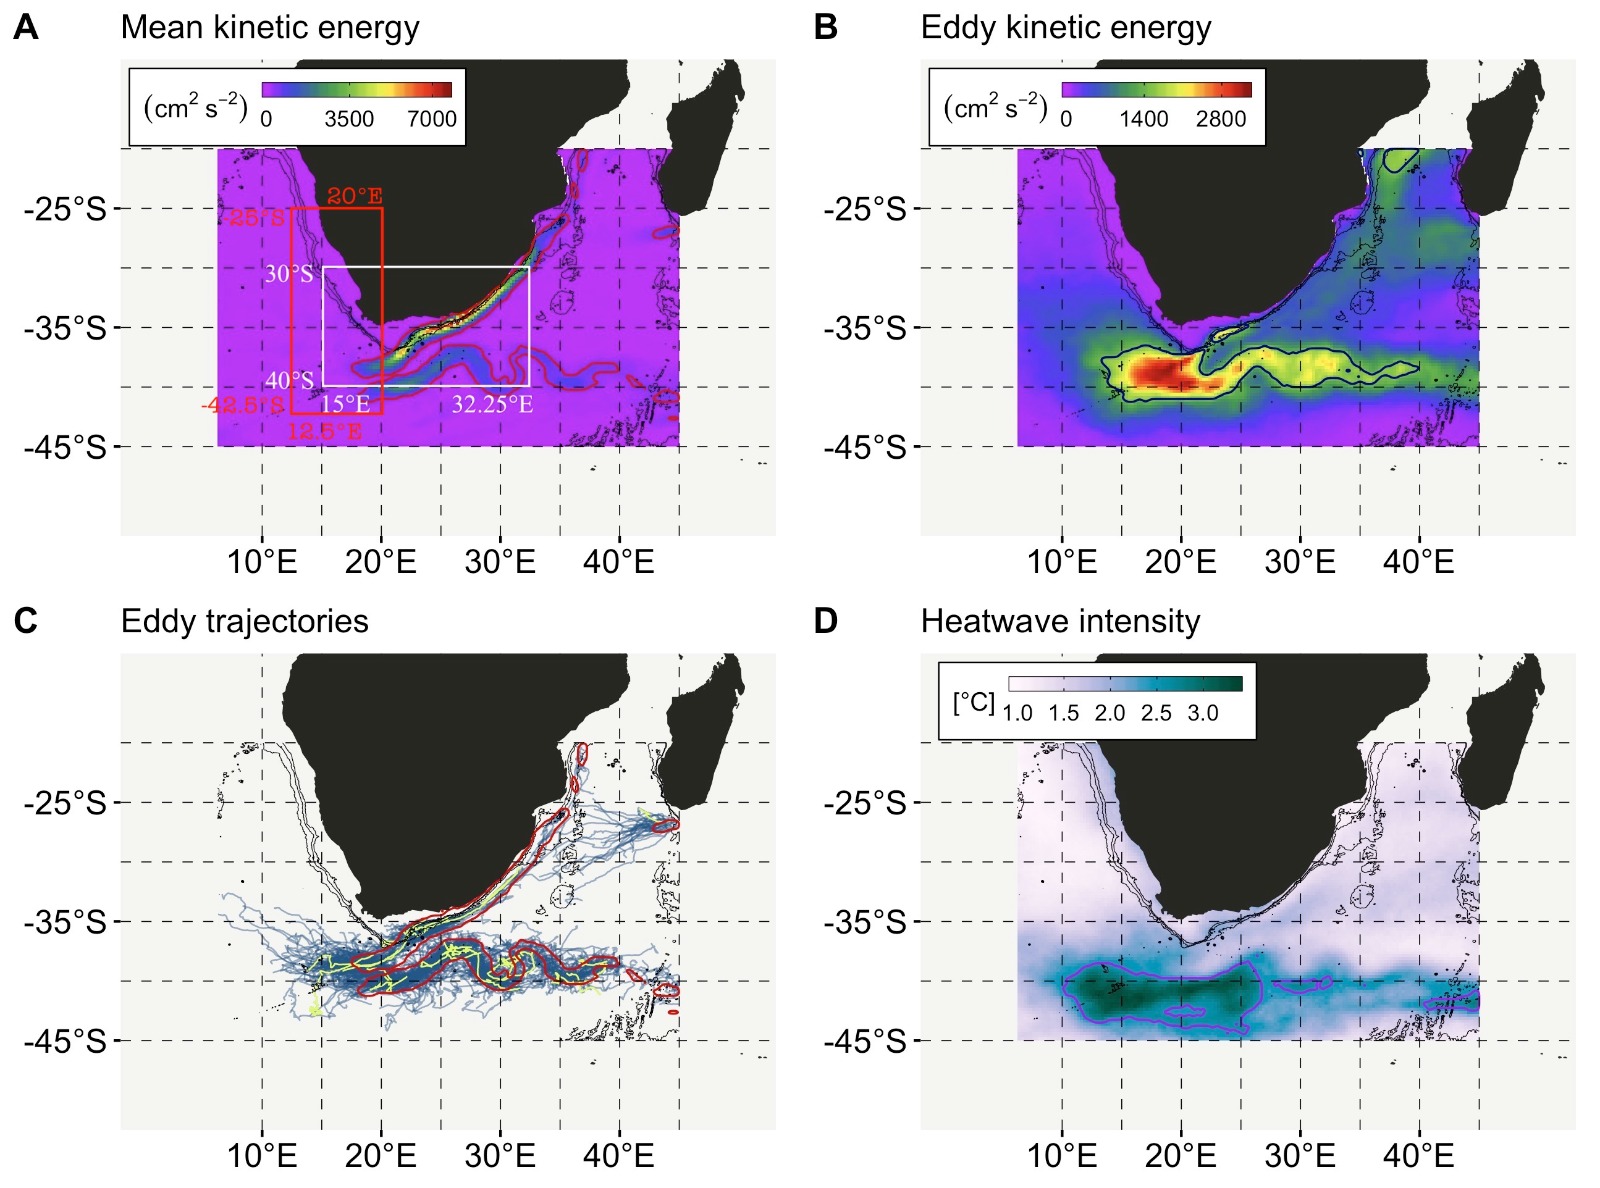 A Mean kinetic energy
(cm² s⁻²)
0 3500 7000
20°E
-25°S
30°S
40°S
-42.5°S
15°E 32.25°E
12.5°E
-25°S
-35°S
-45°S
10°E 20°E 30°E 40°E
B Eddy kinetic energy
(cm² s⁻²)
0 1400 2800
-25°S
-35°S
-45°S
10°E 20°E 30°E 40°E
C Eddy trajectories
-25°S
-35°S
-45°S
10°E 20°E 30°E 40°E
D Heatwave intensity
[°C] 1.0 1.5 2.0 2.5 3.0
-25°S
-35°S
-45°S
10°E 20°E 30°E 40°E